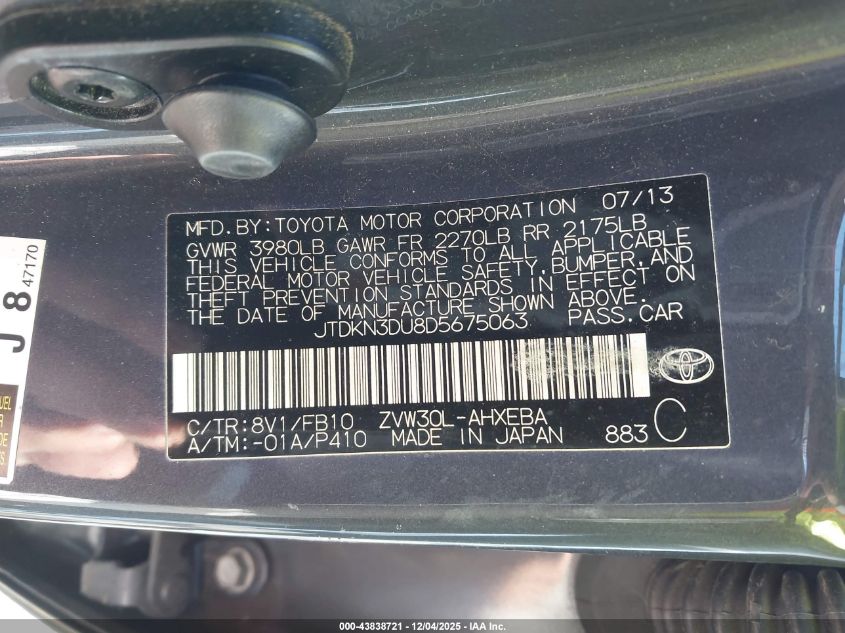 MFD.BY:TOYOTA MOTOR CORPORATION 07/13
GVWR 3980LB GAWR FR 2270LB RR 2175LB
THIS VEHICLE CONFORMS TO ALL APPLICABLE
FEDERAL MOTOR VEHICLE SAFETY,BUMPER,AND
THEFT PREVENTION STANDARDS IN EFFECT ON
THE DATE OF MANUFACTURE SHOWN ABOVE.
JTDKN3DU8D5675063 PASS.CAR
C/TR:8V1/FB10 ZVW30L-AHXEBA
A/TM:-01A/P410 MADE IN JAPAN 883 C
J 8 47170
UEL
DE
000-43838721 | 12/04/2025 - IAA Inc.